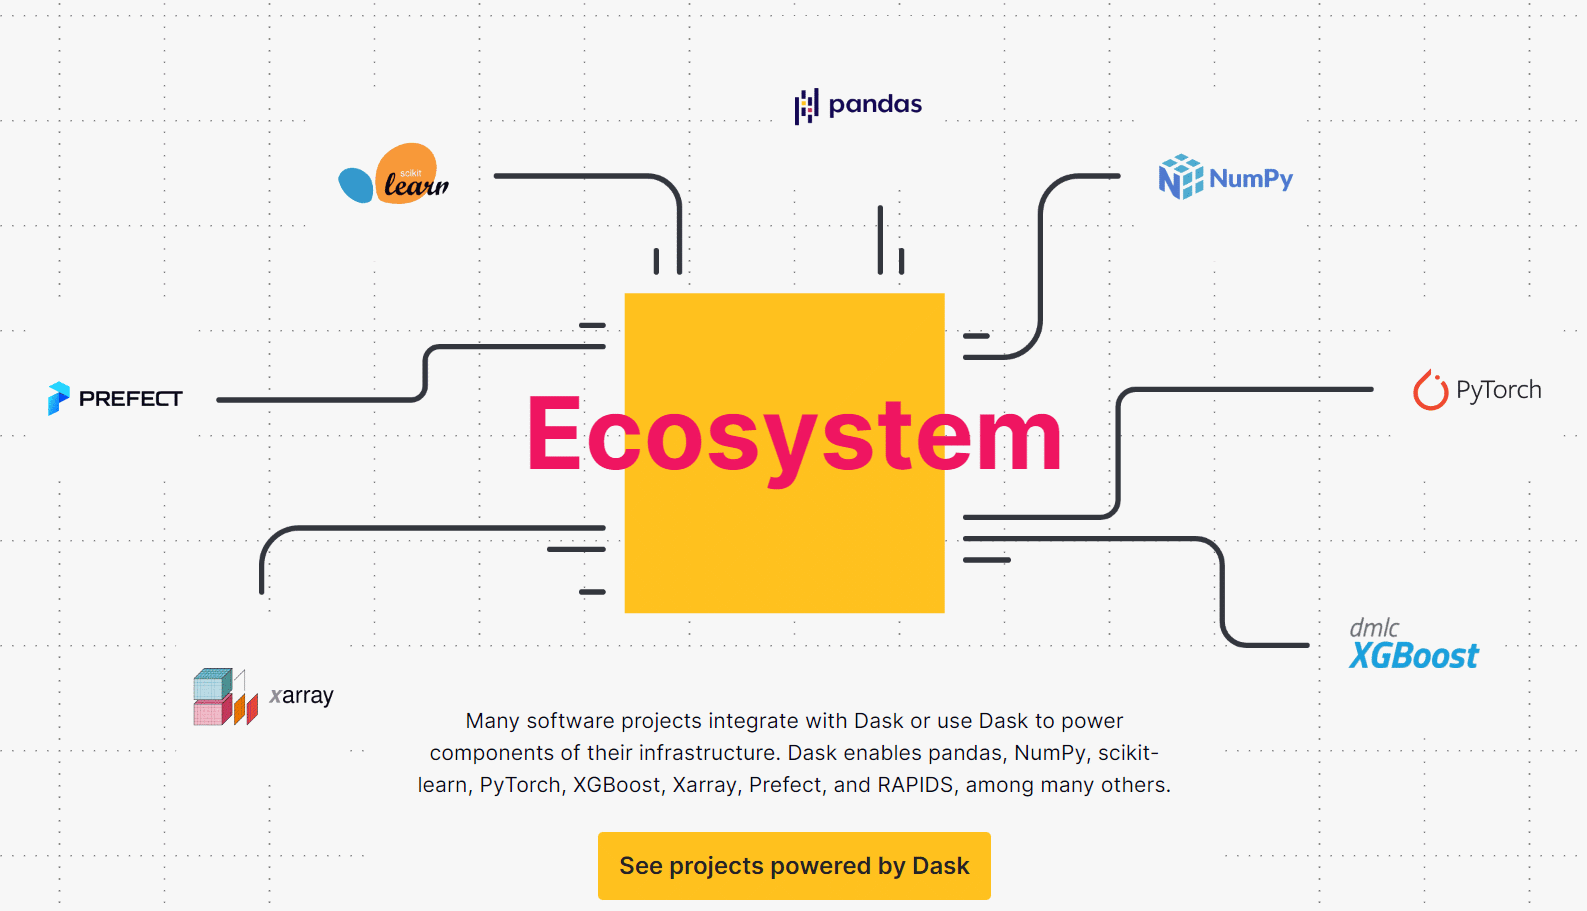 pandas
scikit
learn
NumPy
PREFECT
PyTorch
Ecosystem
dmlc
XGBoost
xarray
Many software projects integrate with Dask or use Dask to power
components of their infrastructure. Dask enables pandas, NumPy, scikit-
learn, PyTorch, XGBoost, Xarray, Prefect, and RAPIDS, among many others.
See projects powered by Dask